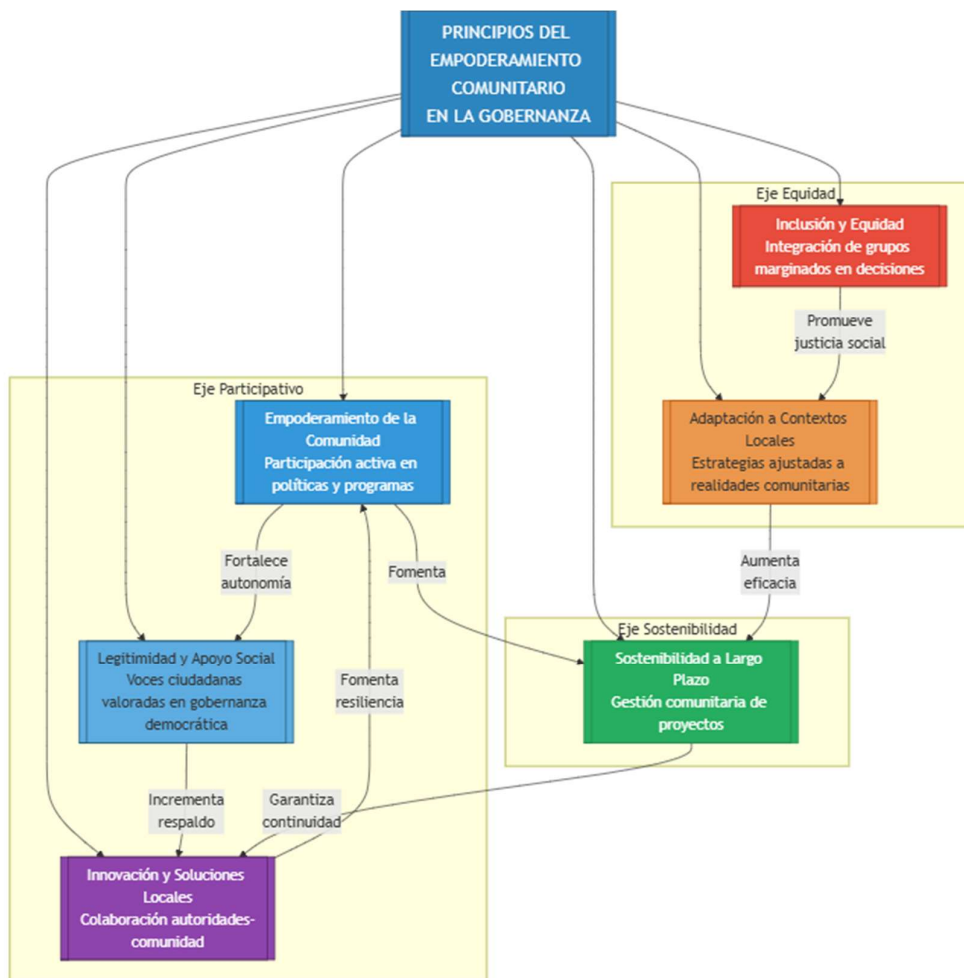 PRINCIPIOS DEL
EMPODERAMIENTO
COMUNITARIO
EN LA GOBERNANZA
Eje Equidad
Inclusión y Equidad
Integración de grupos
marginados en decisiones
Promueve
justicia social
Adaptación a Contextos
Locales
Estrategias ajustadas a
realidades comunitarias
Aumenta
eficacia
Eje Participativo
Empoderamiento de la
Comunidad
Participación activa en
políticas y programas
Fortalece
autonomía
Fomenta
Legitimidad y Apoyo Social
Voces ciudadanas
valoradas en gobernanza
democrática
Fomenta
resiliencia
Eje Sostenibilidad
Sostenibilidad a Largo
Plazo
Gestión comunitaria de
proyectos
Incrementa
respaldo
Garantiza
continuidad
Innovación y Soluciones
Locales
Colaboración autoridades-
comunidad